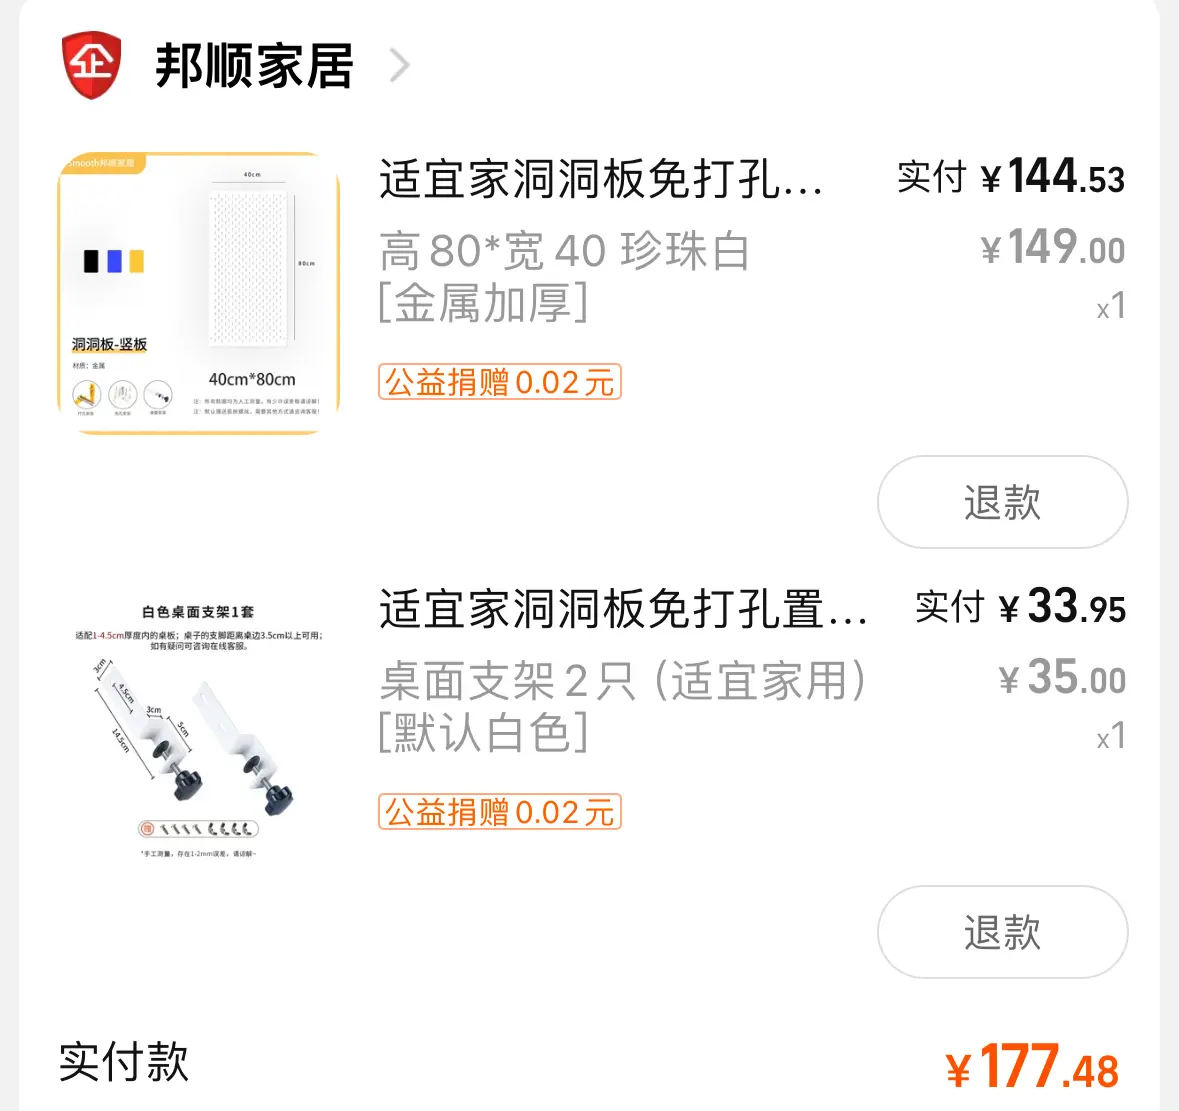 企 邦顺家居
Smooth邦顺家居
40cm
80cm
洞洞板-竖板
材质：金属
40cm*80cm
适宜家洞洞板免打孔... 实付 ￥144.53
高80*宽40 珍珠白 ￥149.00
[金属加厚] x1
公益捐赠0.02元
退款
白色桌面支架1套
适配1-4.5cm厚度内的桌板；桌子的支脚距离桌边3.5cm以上可用；
如有疑问可咨询在线客服。
3cm
4.5cm
3cm
5cm
14.5cm
赠
*手工测量，存在1-2mm误差，请谅解~
适宜家洞洞板免打孔置... 实付 ￥33.95
桌面支架2只（适宜家用） ￥35.00
[默认白色] x1
公益捐赠0.02元
退款
实付款 ￥177.48